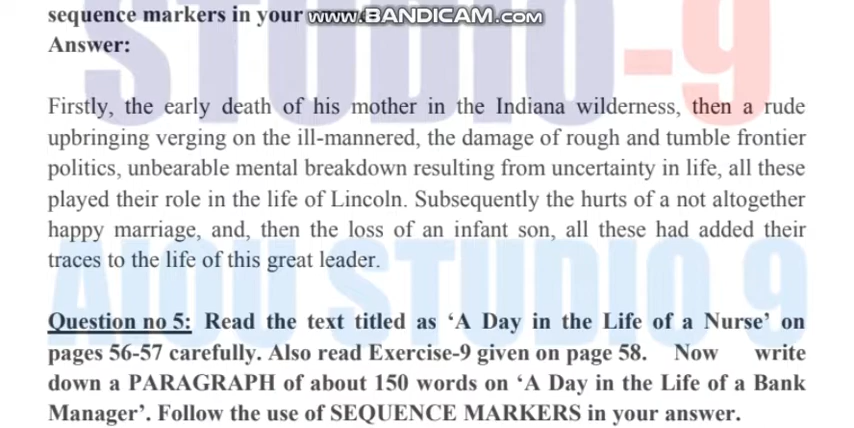 sequence markers in your
www.BANDICAM.com
Answer:
STUDIO-9
Firstly, the early death of his mother in the Indiana wilderness, then a rude
upbringing verging on the ill-mannered, the damage of rough and tumble frontier
politics, unbearable mental breakdown resulting from uncertainty in life, all these
played their role in the life of Lincoln. Subsequently the hurts of a not altogether
happy marriage, and, then the loss of an infant son, all these had added their
traces to the life of this great leader.
AIOU STUDIO 9
Question no 5: Read the text titled as ‘A Day in the Life of a Nurse’ on
pages 56-57 carefully. Also read Exercise-9 given on page 58. Now write
down a PARAGRAPH of about 150 words on ‘A Day in the Life of a Bank
Manager’. Follow the use of SEQUENCE MARKERS in your answer.